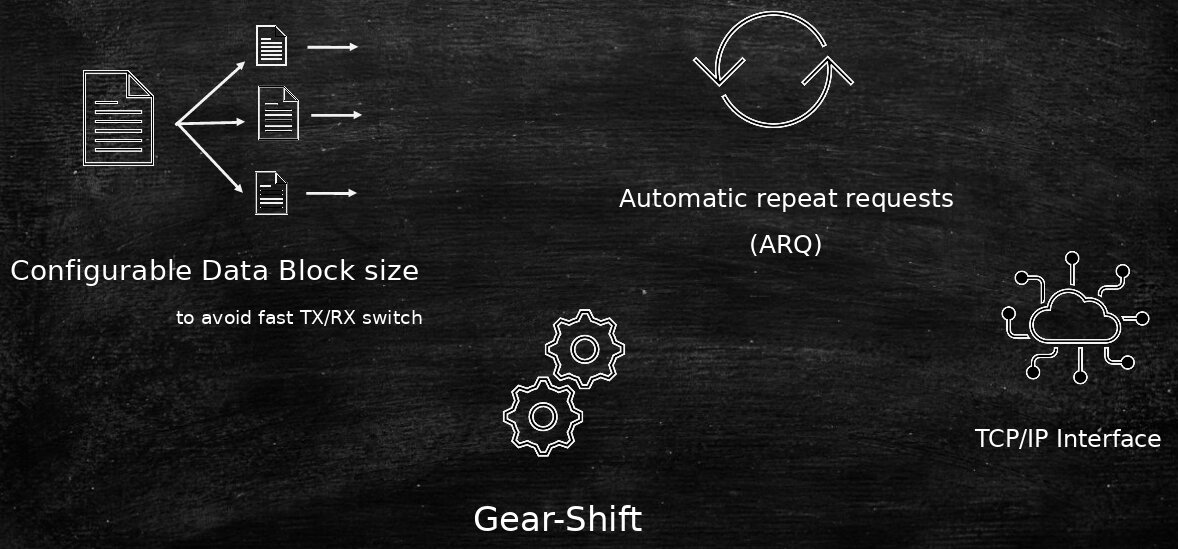 Configurable Data Block size
to avoid fast TX/RX switch
Automatic repeat requests
(ARQ)
Gear-Shift
TCP/IP Interface